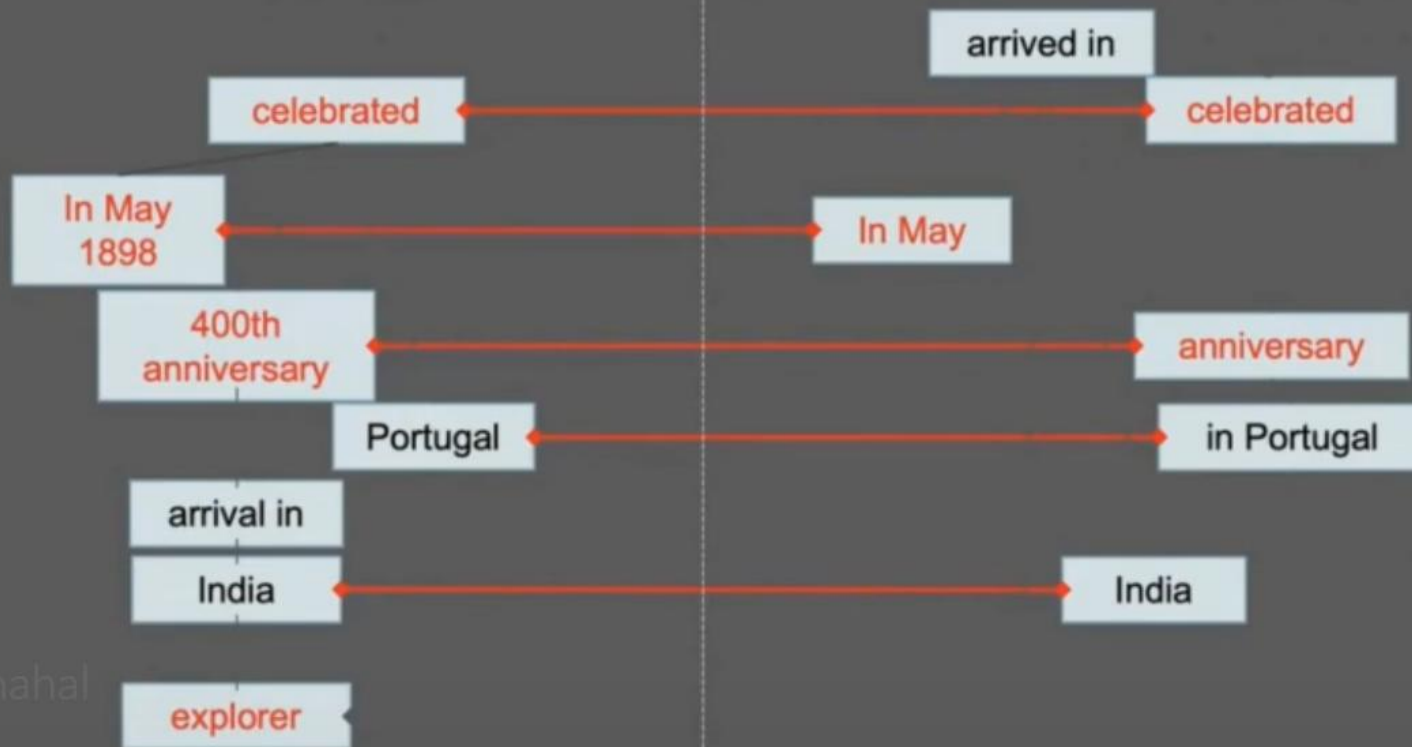 arrived in
celebrated
celebrated
In May
1898
In May
400th
anniversary
anniversary
Portugal
in Portugal
arrival in
India
India
explorer